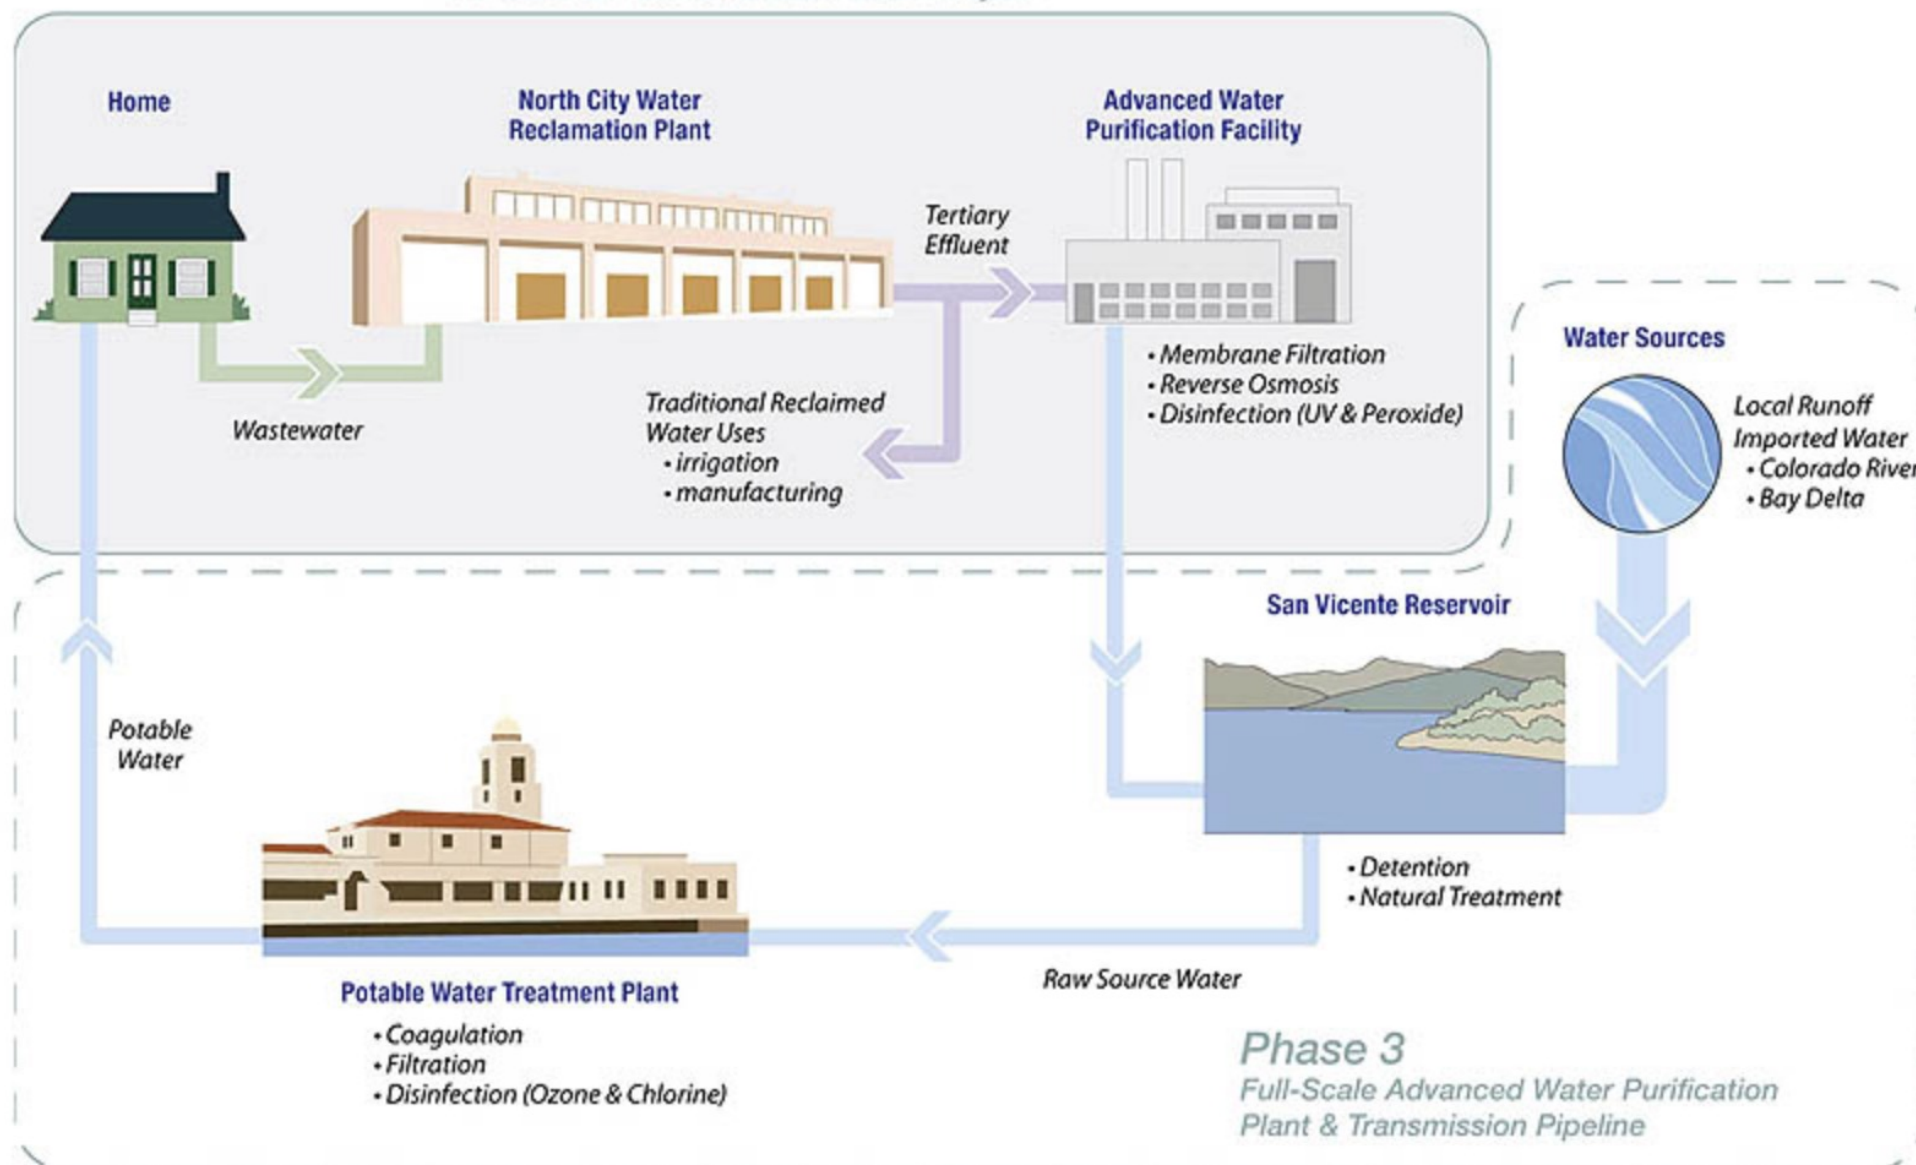 Home
North City Water
Reclamation Plant
Advanced Water
Purification Facility
Tertiary
Effluent
Wastewater
Traditional Reclaimed
Water Uses
• irrigation
• manufacturing
• Membrane Filtration
• Reverse Osmosis
• Disinfection (UV & Peroxide)
Water Sources
Local Runoff
Imported Water
• Colorado River
• Bay Delta
San Vicente Reservoir
• Detention
• Natural Treatment
Potable
Water
Raw Source Water
Potable Water Treatment Plant
• Coagulation
• Filtration
• Disinfection (Ozone & Chlorine)
Phase 3
Full-Scale Advanced Water Purification
Plant & Transmission Pipeline